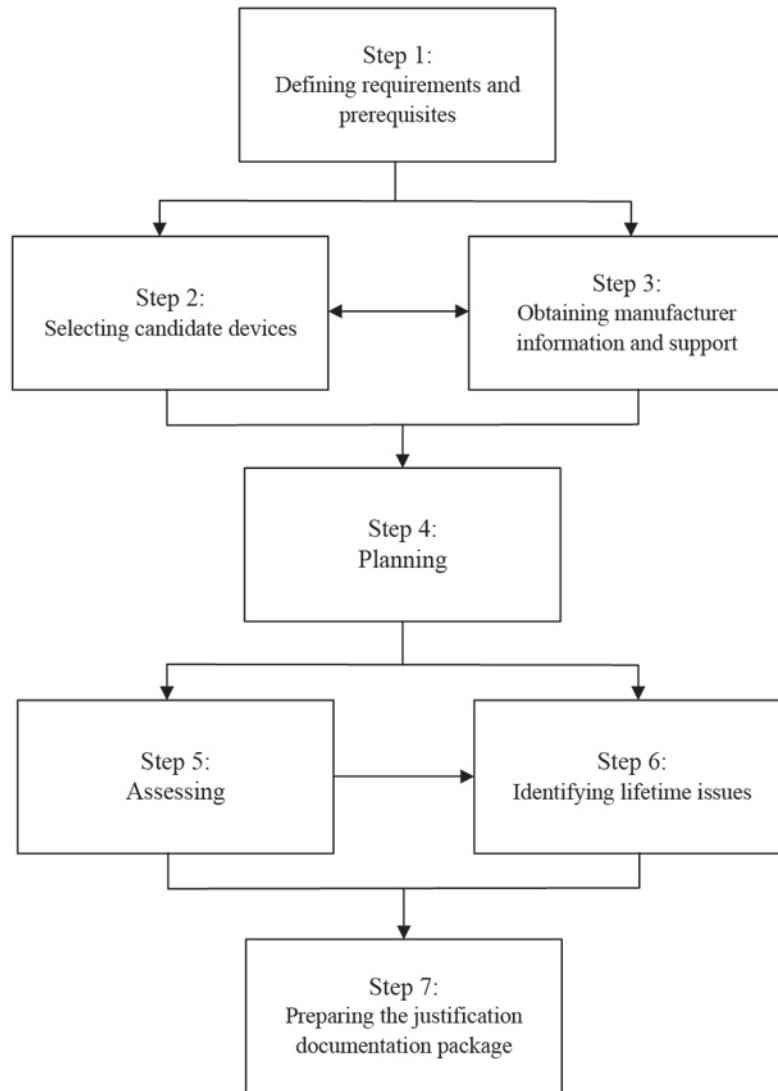 Step 1:
Defining requirements and
prerequisites
Step 2:
Selecting candidate devices
Step 3:
Obtaining manufacturer
information and support
Step 4:
Planning
Step 5:
Assessing
Step 6:
Identifying lifetime issues
Step 7:
Preparing the justification
documentation package